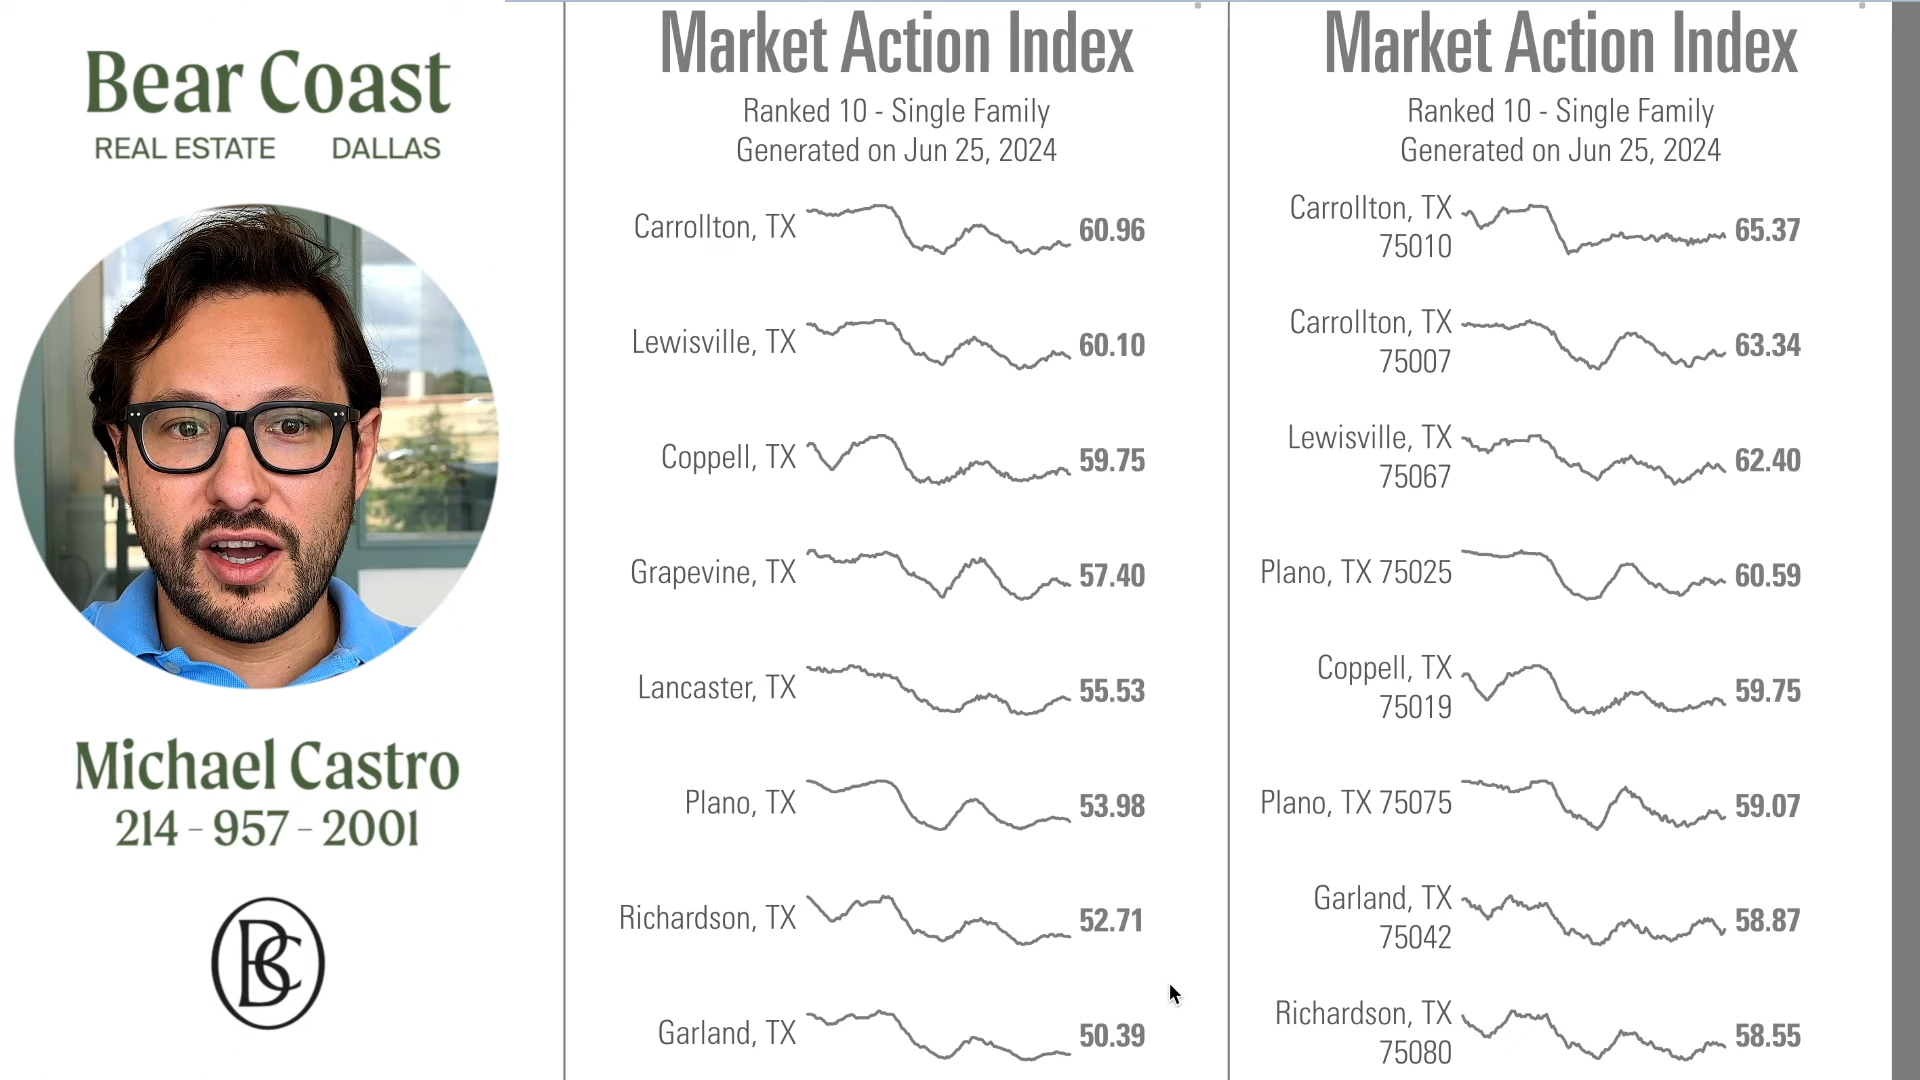 Bear Coast
REAL ESTATE DALLAS
Michael Castro
214 - 957 - 2001
BC
Market Action Index
Ranked 10 - Single Family
Generated on Jun 25, 2024
Carrollton, TX 60.96
Lewisville, TX 60.10
Coppell, TX 59.75
Grapevine, TX 57.40
Lancaster, TX 55.53
Plano, TX 53.98
Richardson, TX 52.71
Garland, TX 50.39
Market Action Index
Ranked 10 - Single Family
Generated on Jun 25, 2024
Carrollton, TX
75010 65.37
Carrollton, TX
75007 63.34
Lewisville, TX
75067 62.40
Plano, TX 75025 60.59
Coppell, TX
75019 59.75
Plano, TX 75075 59.07
Garland, TX
75042 58.87
Richardson, TX
75080 58.55